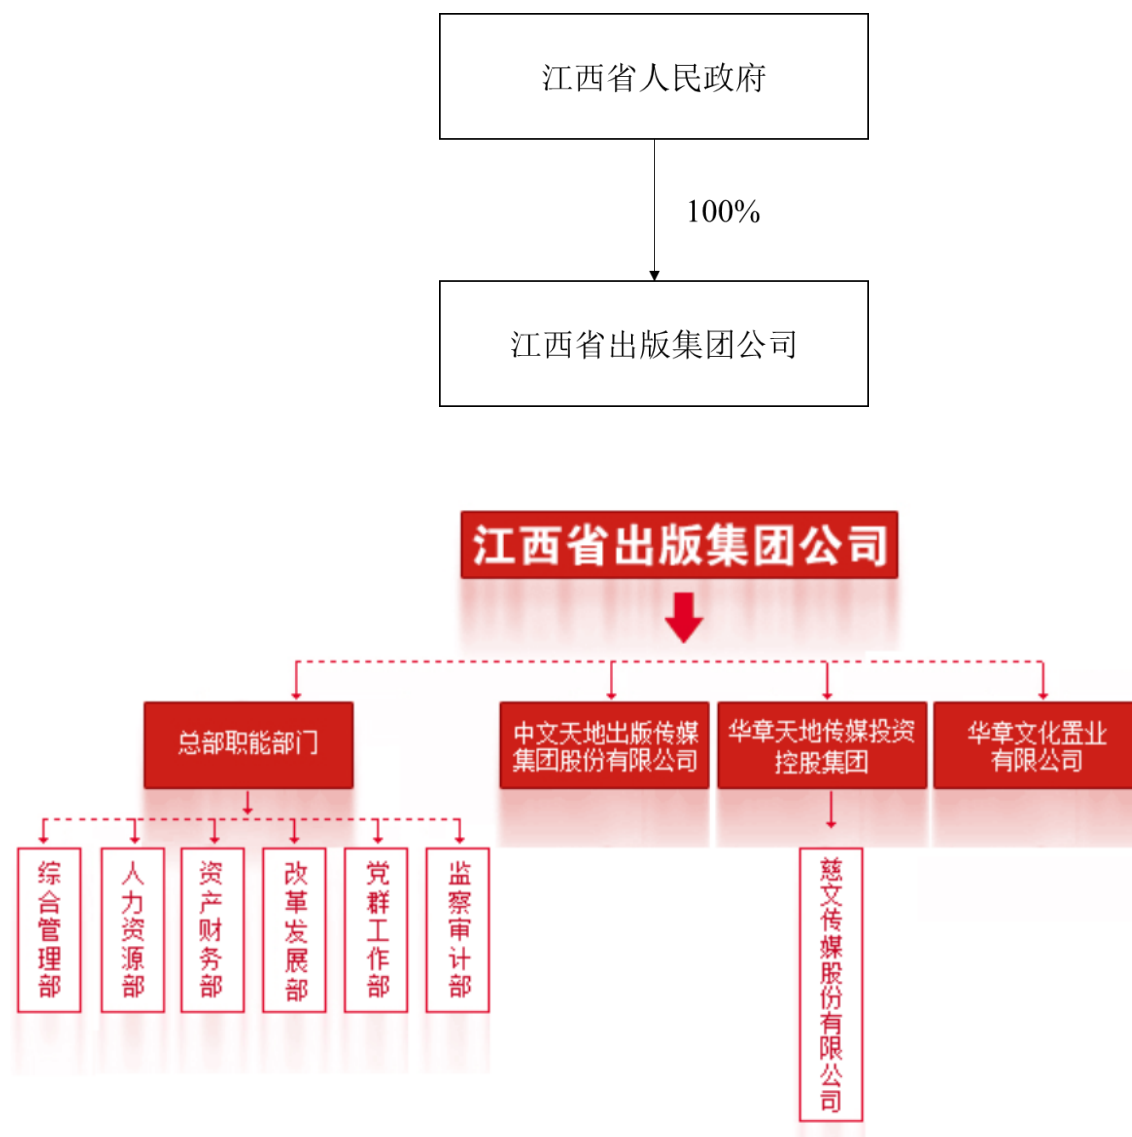 江西省人民政府
100%
江西省出版集团公司
江西省出版集团公司
总部职能部门
中文天地出版传媒
集团股份有限公司
华章天地传媒投资
控股集团
华章文化置业
有限公司
综合管理部
人力资源部
资产财务部
改革发展部
党群工作部
监察审计部
慈文传媒股份有限公司